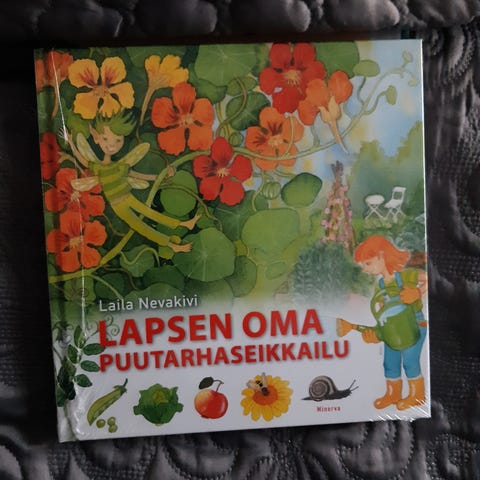 Laila Nevakivi
LAPSEN OMA
PUUTARHASEIKKAILU
Minerva